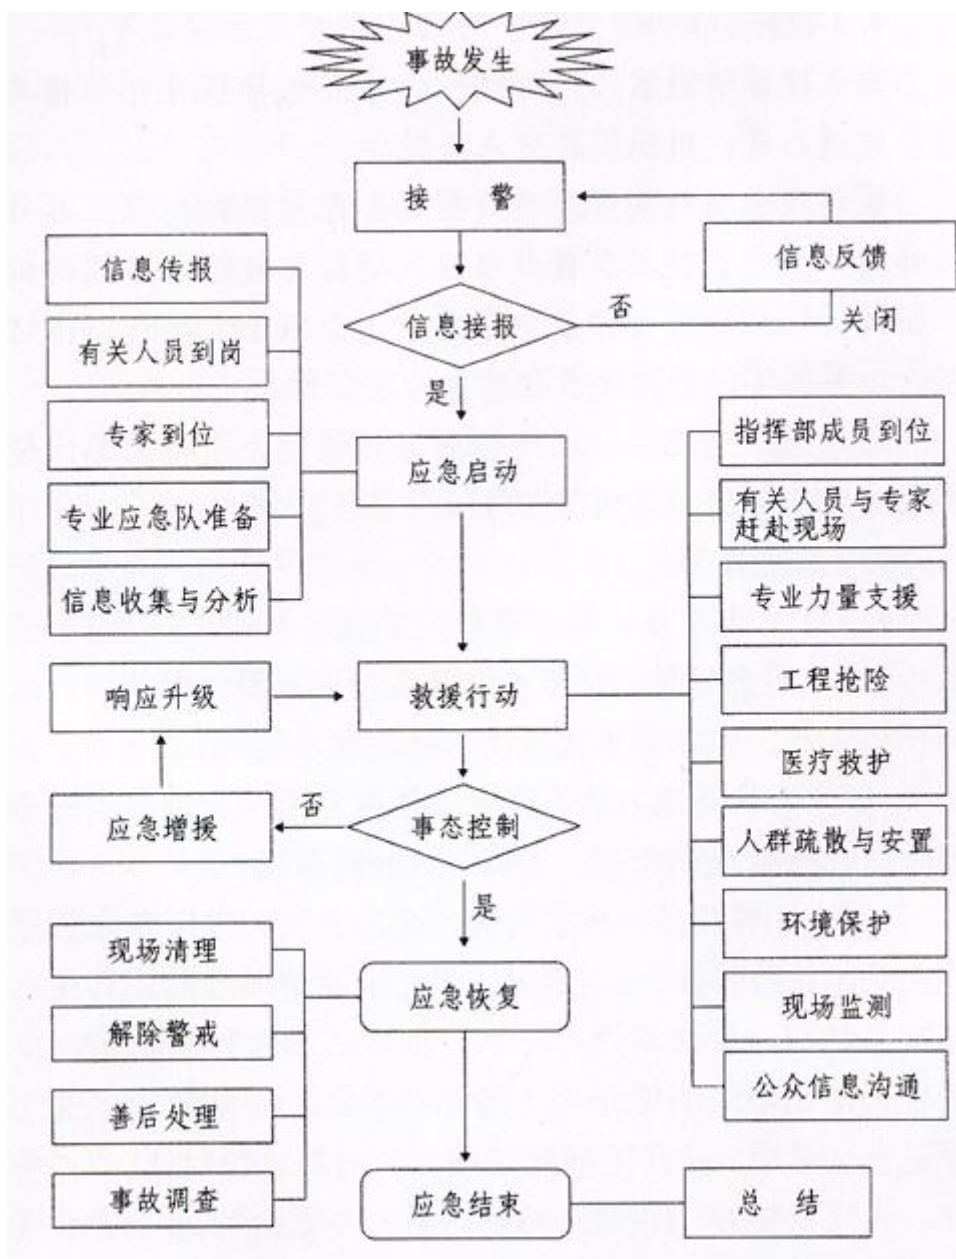 事故发生
接 警
信息反馈
信息传报
信息接报
否
关闭
有关人员到岗
是
专家到位
应急启动
指挥部成员到位
专业应急队准备
有关人员与专家
赶赴现场
信息收集与分析
专业力量支援
响应升级
救援行动
工程抢险
医疗救护
应急增援
否
事态控制
人群疏散与安置
是
环境保护
现场清理
应急恢复
现场监测
解除警戒
公众信息沟通
善后处理
事故调查
应急结束
总 结